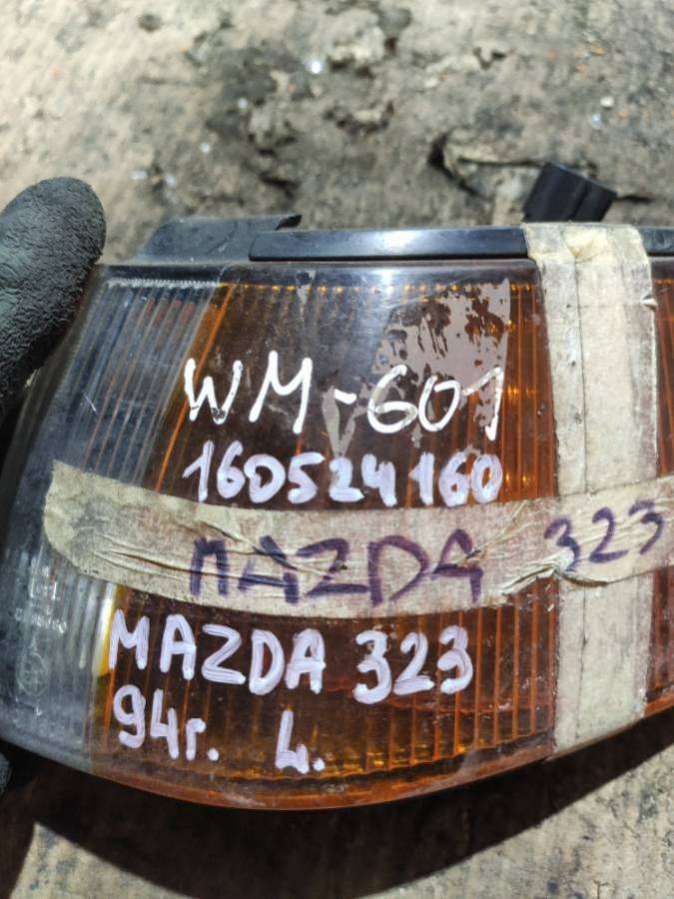 WM-601
160524160
MAZDA 323
MAZDA 323
94г. L.